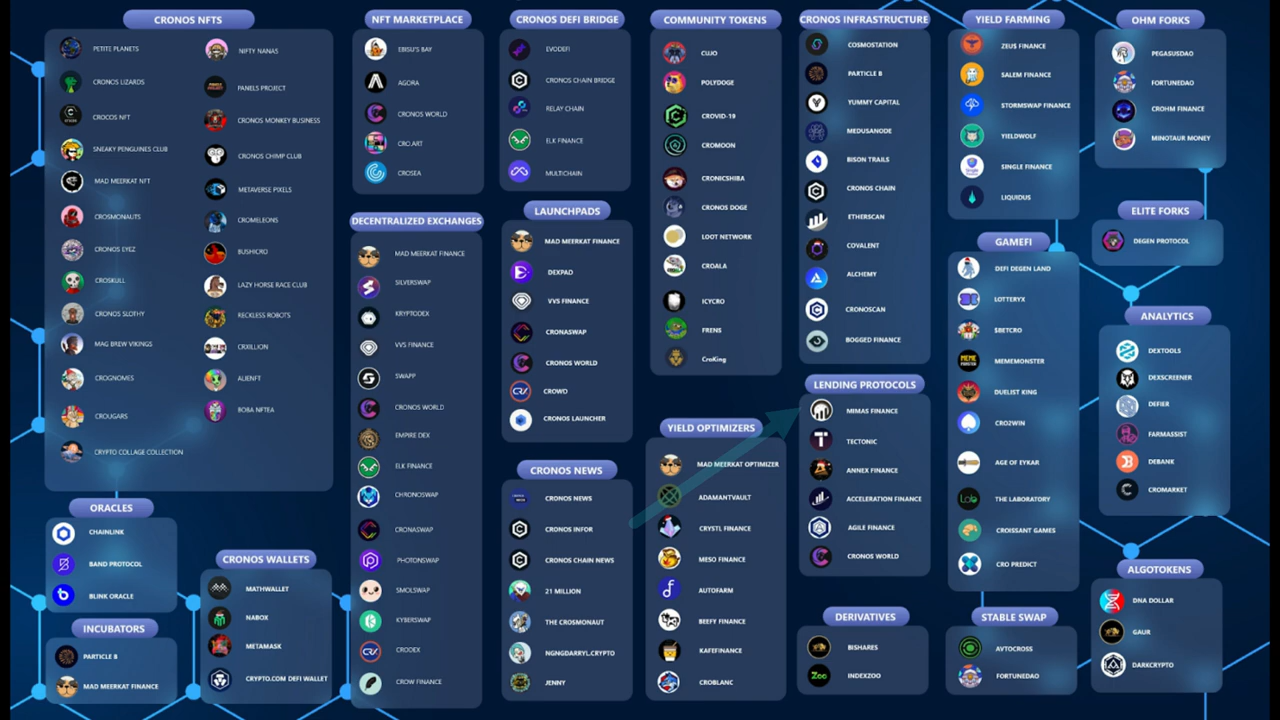 CRONOS NFTS
PETITE PLANETS
CRONOS LIZARDS
CROCOS NFT
SNEAKY PENGUINES CLUB
MAD MEERKAT NFT
CROSMONAUTS
CRONOS EYEZ
CROSKULL
CRONOS SLOTHY
MAG BREW VIKINGS
CROGNOMES
CROUGARS
CRYPTO COLLAGE COLLECTION
NIFTY NANAS
PANELS PROJECT
CRONOS MONKEY BUSINESS
CRONOS CHIMP CLUB
METAVERSE PIXELS
CROMELEONS
BUSHICRO
LAZY HORSE RACE CLUB
RECKLESS ROBOTS
CRXILLION
ALIENFT
BOBA NFTEA
ORACLES
CHAINLINK
BAND PROTOCOL
BLINK ORACLE
INCUBATORS
PARTICLE B
MAD MEERKAT FINANCE
CRONOS WALLETS
MATHWALLET
NABOX
METAMASK
CRYPTO.COM DEFI WALLET
NFT MARKETPLACE
EBISU'S BAY
AGORA
CRONOS WORLD
CRO.ART
CROSEA
DECENTRALIZED EXCHANGES
MAD MEERKAT FINANCE
SILVERSWAP
KRYPTODEX
VVS FINANCE
SWAPP
CRONOS WORLD
EMPIRE DEX
ELK FINANCE
CHRONOSWAP
CRONASWAP
PHOTONSWAP
SMOLSWAP
KYBERSWAP
CRODEX
CROW FINANCE
CRONOS DEFI BRIDGE
EVODEFI
CRONOS CHAIN BRIDGE
RELAY CHAIN
ELK FINANCE
MULTICHAIN
LAUNCHPADS
MAD MEERKAT FINANCE
DEXPAD
VVS FINANCE
CRONASWAP
CRONOS WORLD
CROWD
CRONOS LAUNCHER
CRONOS NEWS
CRONOS NEWS
CRONOS INFOR
CRONOS CHAIN NEWS
21 MILLION
THE CROSMONAUT
NGNGDARRYL.CRYPTO
JENNY
COMMUNITY TOKENS
CUJO
POLYDOGE
CROVID-19
CROMOON
CRONICSHIBA
CRONOS DOGE
LOOT NETWORK
CROALA
ICYCRO
FRENS
CroKing
YIELD OPTIMIZERS
MAD MEERKAT OPTIMIZER
ADAMANTVAULT
CRYSTL FINANCE
MESO FINANCE
AUTOFARM
BEEFY FINANCE
KAFEFINANCE
CROBLANC
CRONOS INFRASTRUCTURE
COSMOSTATION
PARTICLE B
YUMMY CAPITAL
MEDUSANODE
BISON TRAILS
CRONOS CHAIN
ETHERSCAN
COVALENT
ALCHEMY
CRONOSCAN
BOGGED FINANCE
LENDING PROTOCOLS
MIMAS FINANCE
TECTONIC
ANNEX FINANCE
ACCELERATION FINANCE
AGILE FINANCE
CRONOS WORLD
DERIVATIVES
BISHARES
Zoo
INDEXZOO
YIELD FARMING
ZEU$ FINANCE
SALEM FINANCE
STORMSWAP FINANCE
YIELDWOLF
SINGLE FINANCE
LIQUIDUS
GAMEFI
DEFI DEGEN LAND
LOTTERYX
$BETCRO
MEMEMONSTER
DUELIST KING
CRO2WIN
AGE OF EYKAR
Lab
THE LABORATORY
CROISSANT GAMES
CRO PREDICT
STABLE SWAP
AVTOCROSS
FORTUNEDAO
OHM FORKS
PEGASUSDAO
FORTUNEDAO
CROHM FINANCE
MINOTAUR MONEY
ELITE FORKS
DEGEN PROTOCOL
ANALYTICS
DEXTOOLS
DEXSCREENER
DEFIER
FARMASSIST
DEBANK
CROMARKET
ALGOTOKENS
DNA DOLLAR
GAUR
DARKCRYPTO